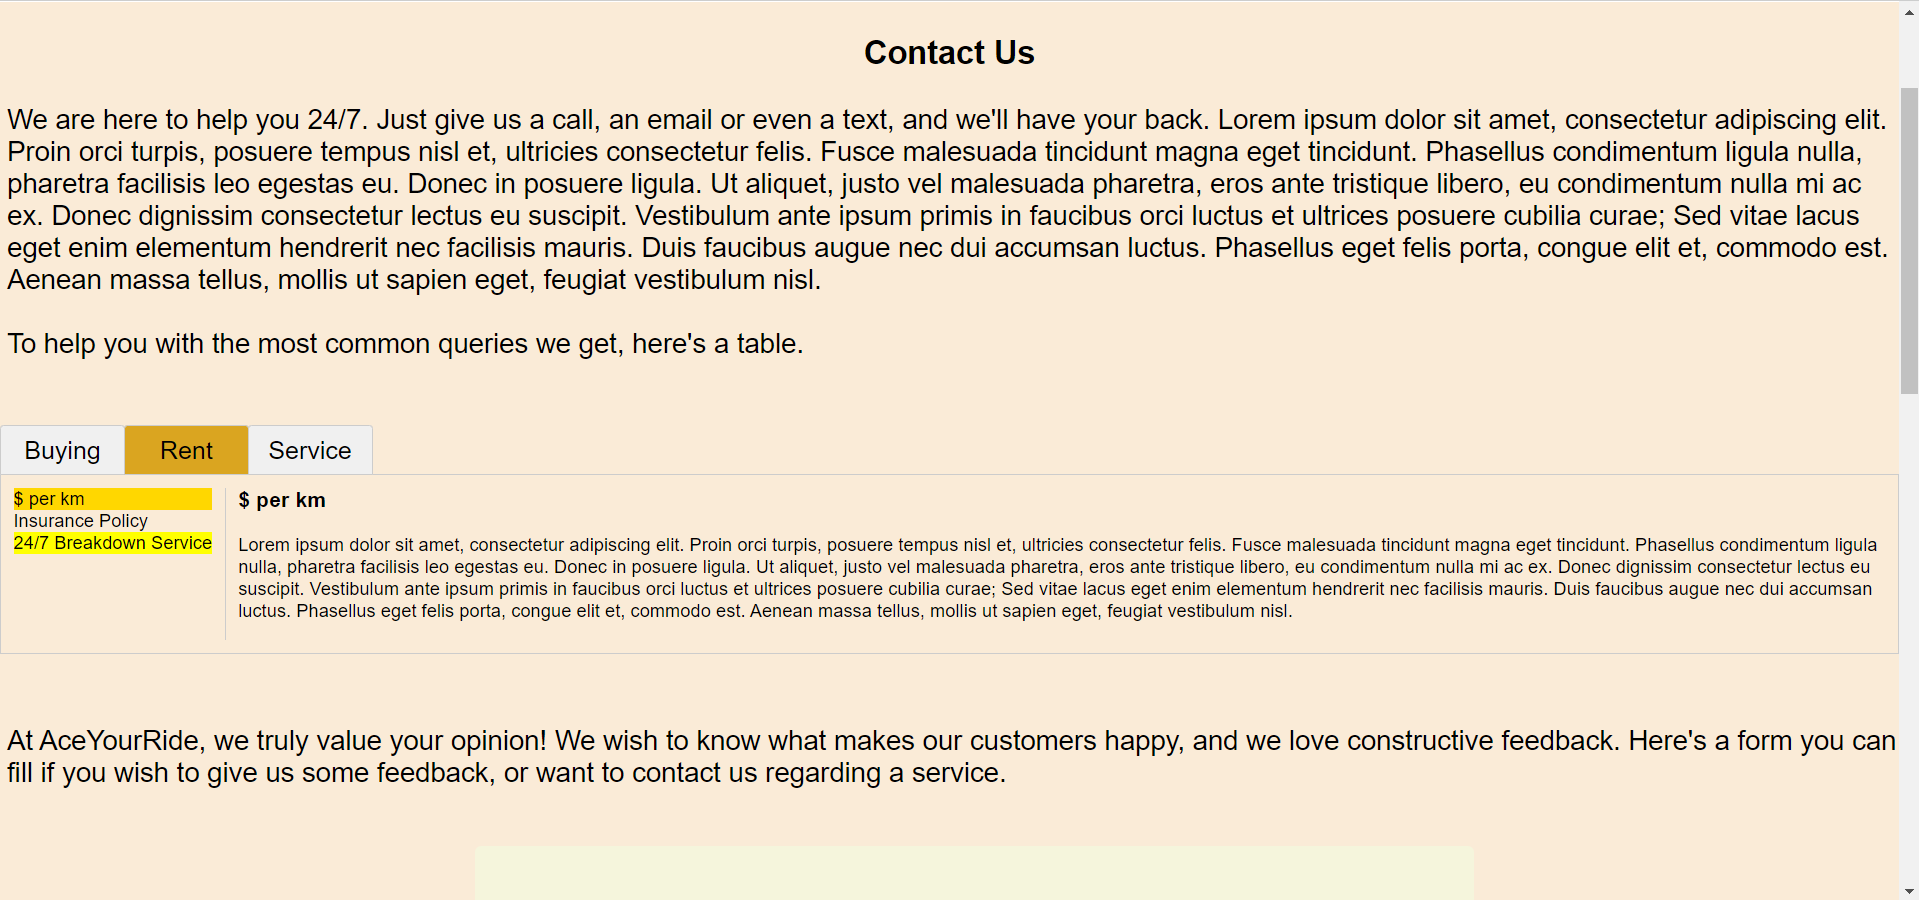 Contact Us
We are here to help you 24/7. Just give us a call, an email or even a text, and we'll have your back. Lorem ipsum dolor sit amet, consectetur adipiscing elit.
Proin orci turpis, posuere tempus nisl et, ultricies consectetur felis. Fusce malesuada tincidunt magna eget tincidunt. Phasellus condimentum ligula nulla,
pharetra facilisis leo egestas eu. Donec in posuere ligula. Ut aliquet, justo vel malesuada pharetra, eros ante tristique libero, eu condimentum nulla mi ac
ex. Donec dignissim consectetur lectus eu suscipit. Vestibulum ante ipsum primis in faucibus orci luctus et ultrices posuere cubilia curae; Sed vitae lacus
eget enim elementum hendrerit nec facilisis mauris. Duis faucibus augue nec dui accumsan luctus. Phasellus eget felis porta, congue elit et, commodo est.
Aenean massa tellus, mollis ut sapien eget, feugiat vestibulum nisl.
To help you with the most common queries we get, here's a table.
Buying Rent Service
$ per km
Insurance Policy
24/7 Breakdown Service
$ per km
Lorem ipsum dolor sit amet, consectetur adipiscing elit. Proin orci turpis, posuere tempus nisl et, ultricies consectetur felis. Fusce malesuada tincidunt magna eget tincidunt. Phasellus condimentum ligula
nulla, pharetra facilisis leo egestas eu. Donec in posuere ligula. Ut aliquet, justo vel malesuada pharetra, eros ante tristique libero, eu condimentum nulla mi ac ex. Donec dignissim consectetur lectus eu
suscipit. Vestibulum ante ipsum primis in faucibus orci luctus et ultrices posuere cubilia curae; Sed vitae lacus eget enim elementum hendrerit nec facilisis mauris. Duis faucibus augue nec dui accumsan
luctus. Phasellus eget felis porta, congue elit et, commodo est. Aenean massa tellus, mollis ut sapien eget, feugiat vestibulum nisl.
At AceYourRide, we truly value your opinion! We wish to know what makes our customers happy, and we love constructive feedback. Here's a form you can
fill if you wish to give us some feedback, or want to contact us regarding a service.